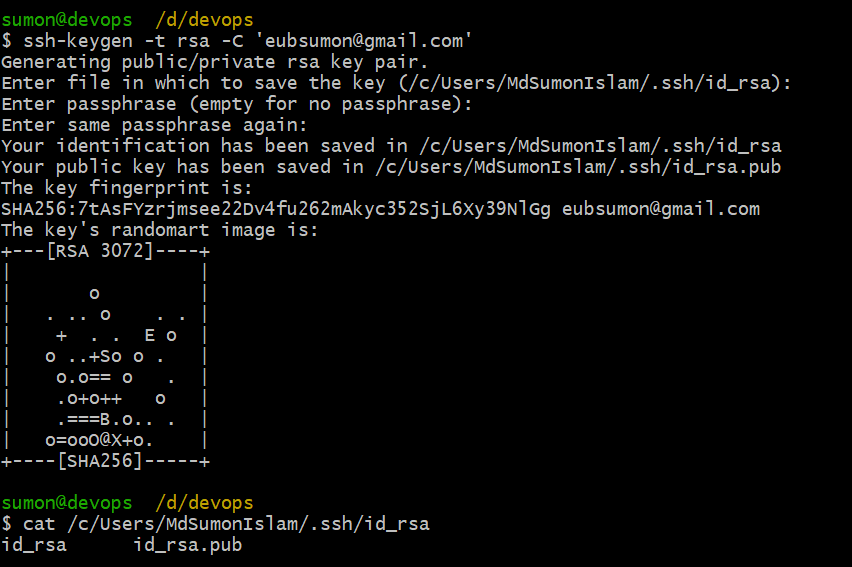 sumon@devops  /d/devops
$ ssh-keygen -t rsa -C 'eubsumon@gmail.com'
Generating public/private rsa key pair.
Enter file in which to save the key (/c/Users/MdSumonIslam/.ssh/id_rsa):
Enter passphrase (empty for no passphrase):
Enter same passphrase again:
Your identification has been saved in /c/Users/MdSumonIslam/.ssh/id_rsa
Your public key has been saved in /c/Users/MdSumonIslam/.ssh/id_rsa.pub
The key fingerprint is:
SHA256:7tAsFYzrjmsee22Dv4fu262mAkyc352SjL6Xy39NlGg eubsumon@gmail.com
The key's randomart image is:
+---[RSA 3072]----+
|                 |
|       o         |
|   . .. o    . . |
|    +  . .  E o  |
|   o ..+So o .   |
|    o.o== o   .  |
|    .o+o++   o   |
|    .===B.o.. .  |
|   o=ooO@X+o.    |
+----[SHA256]-----+
sumon@devops  /d/devops
$ cat /c/Users/MdSumonIslam/.ssh/id_rsa
id_rsa      id_rsa.pub